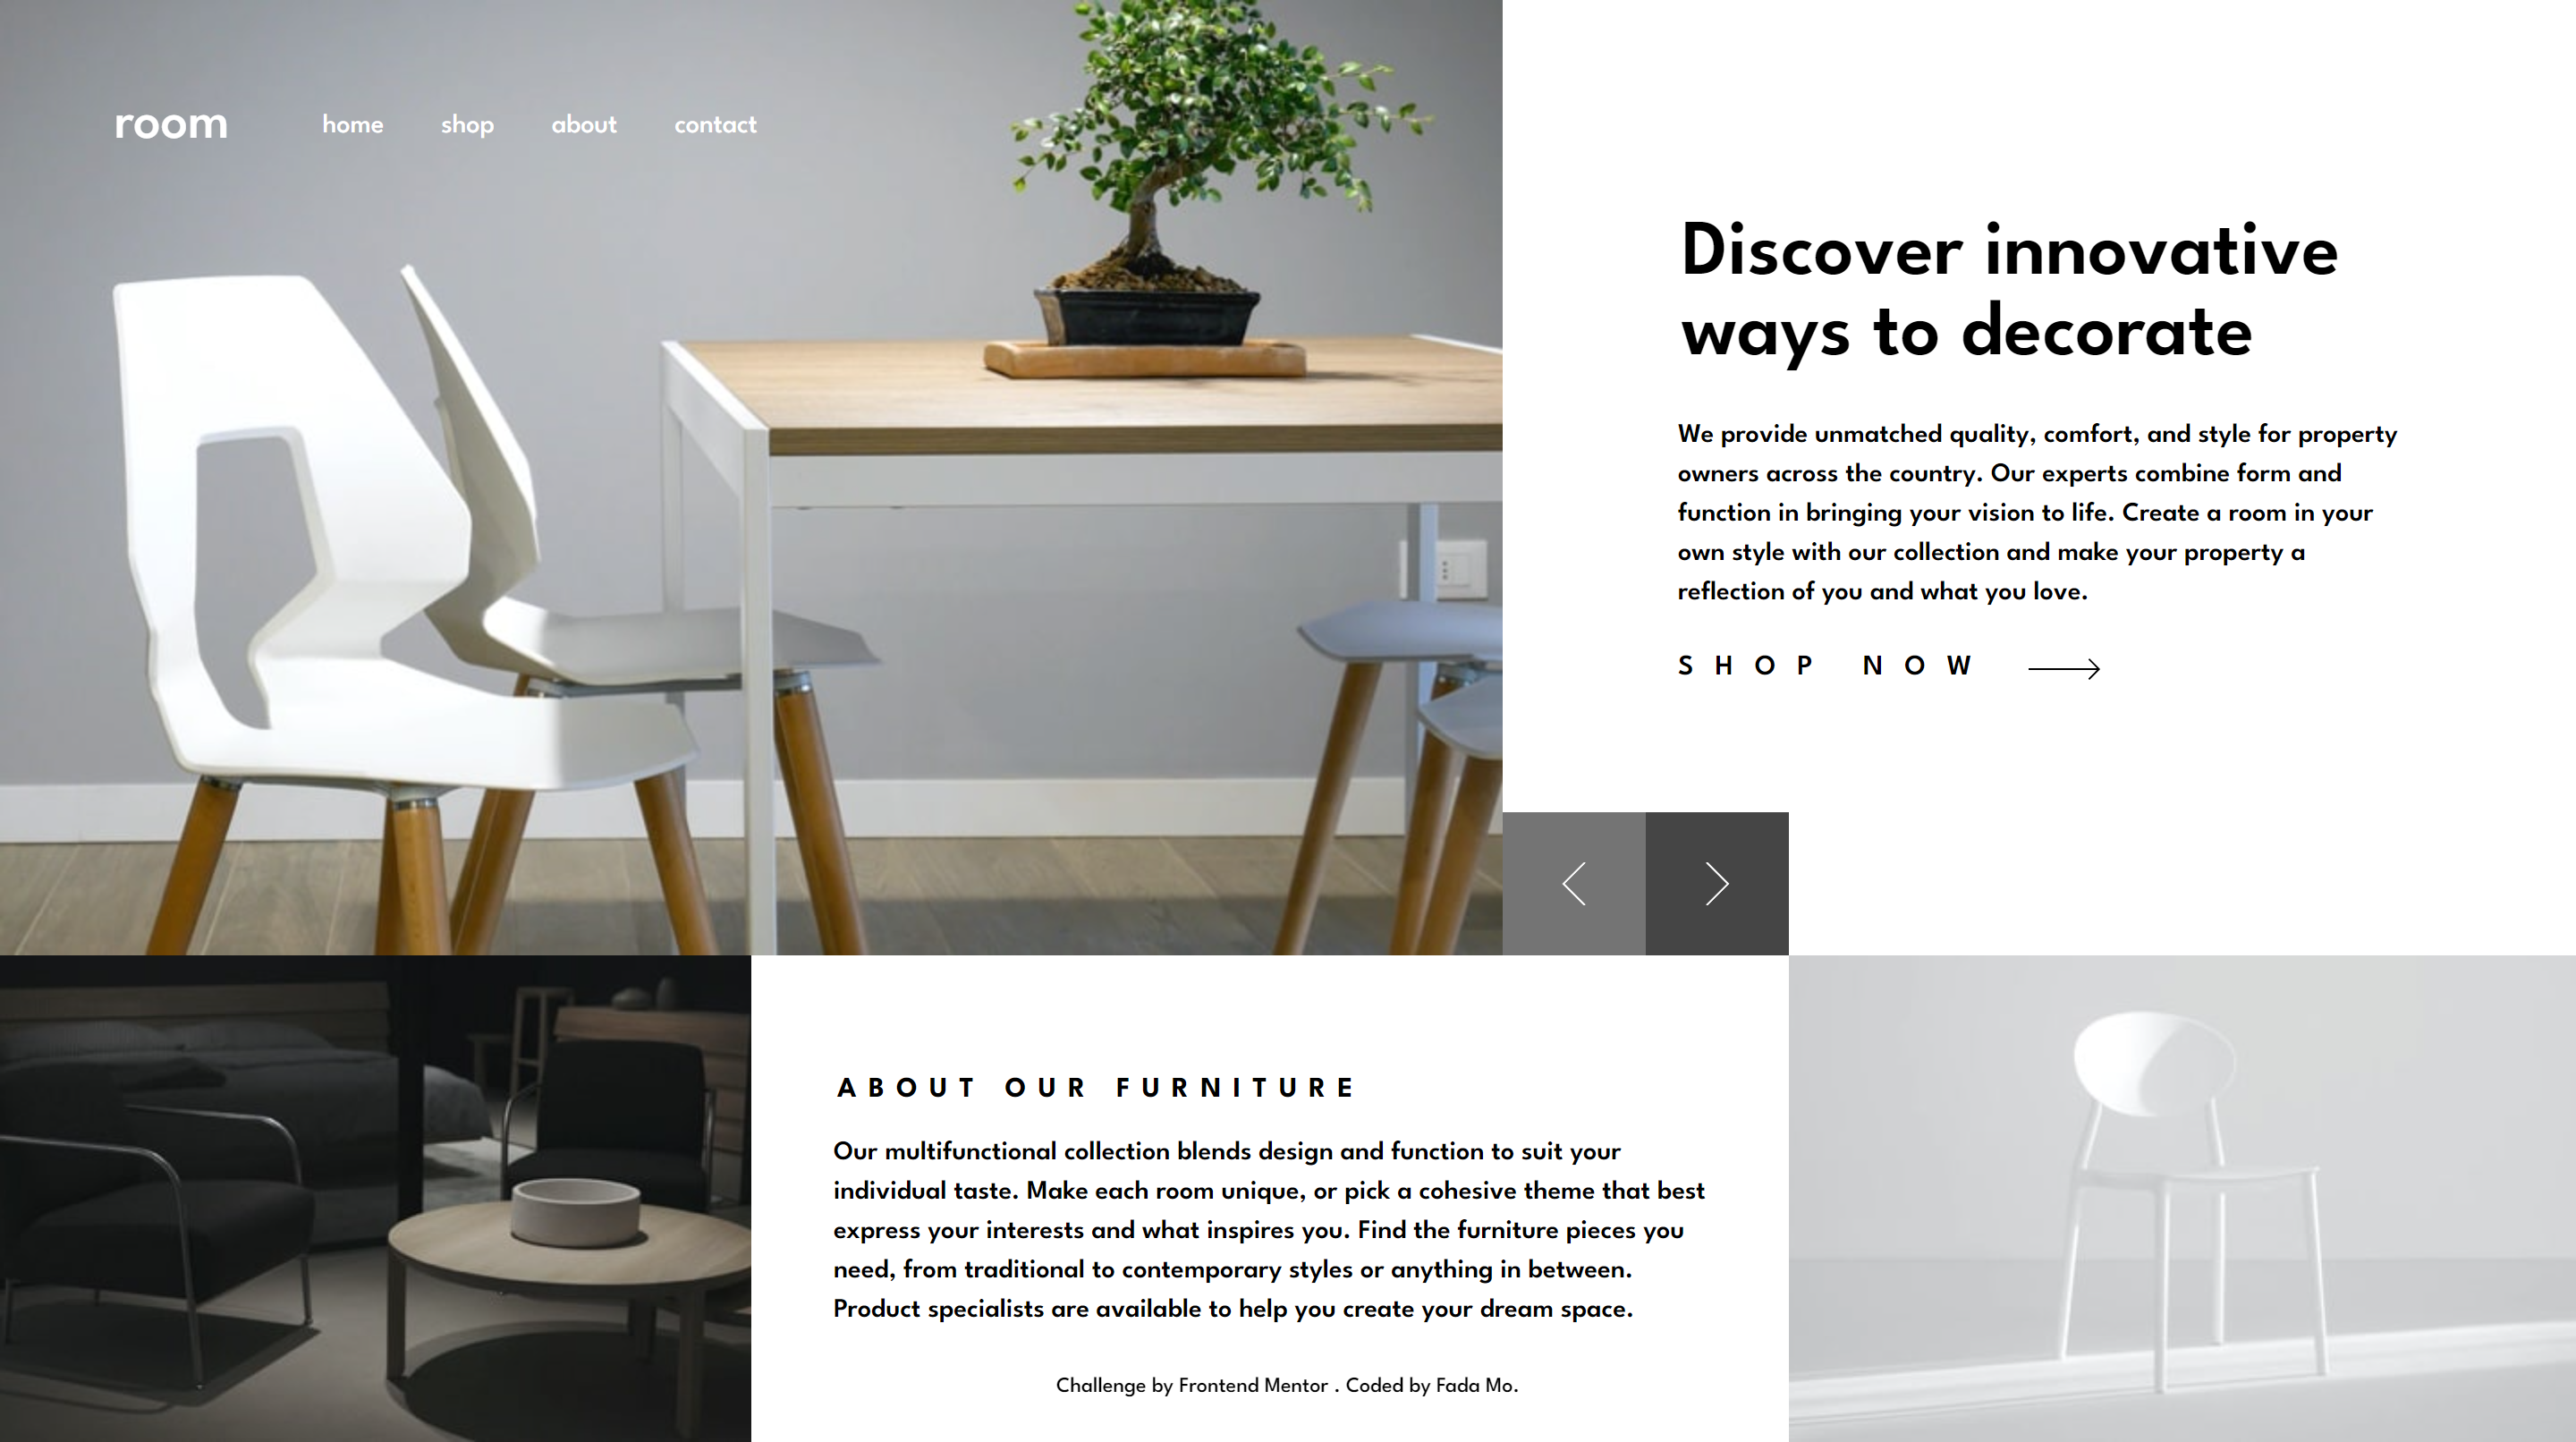 room
home shop about contact
Discover innovative
ways to decorate
We provide unmatched quality, comfort, and style for property
owners across the country. Our experts combine form and
function in bringing your vision to life. Create a room in your
own style with our collection and make your property a
reflection of you and what you love.
SHOP NOW
ABOUT OUR FURNITURE
Our multifunctional collection blends design and function to suit your
individual taste. Make each room unique, or pick a cohesive theme that best
express your interests and what inspires you. Find the furniture pieces you
need, from traditional to contemporary styles or anything in between.
Product specialists are available to help you create your dream space.
Challenge by Frontend Mentor . Coded by Fada Mo.